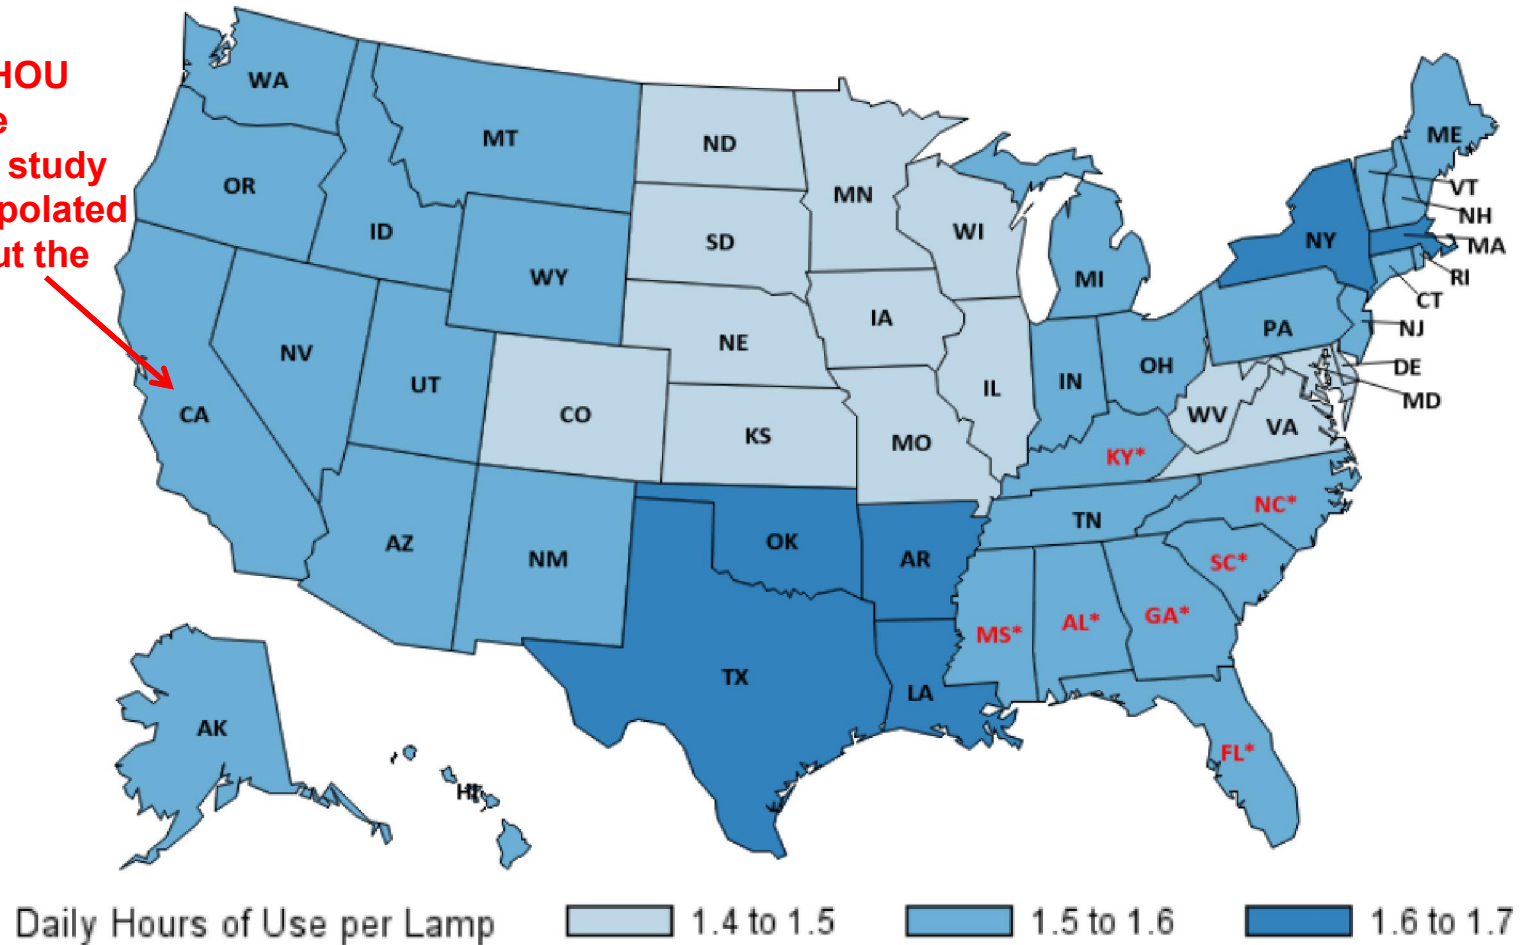 HOU
e
study
polated
ut the
WA
MT
ND
MN
ME
OR
ID
SD
WI
VT
NH
NY
MA
WY
MI
RI
CT
IA
PA
NJ
NV
NE
OH
DE
UT
IN
MD
CA
CO
IL
WV
KS
MO
VA
KY*
NC*
TN
AZ
NM
OK
AR
SC*
MS*
AL*
GA*
TX
LA
AK
FL*
HI
Daily Hours of Use per Lamp 1.4 to 1.5 1.5 to 1.6 1.6 to 1.7